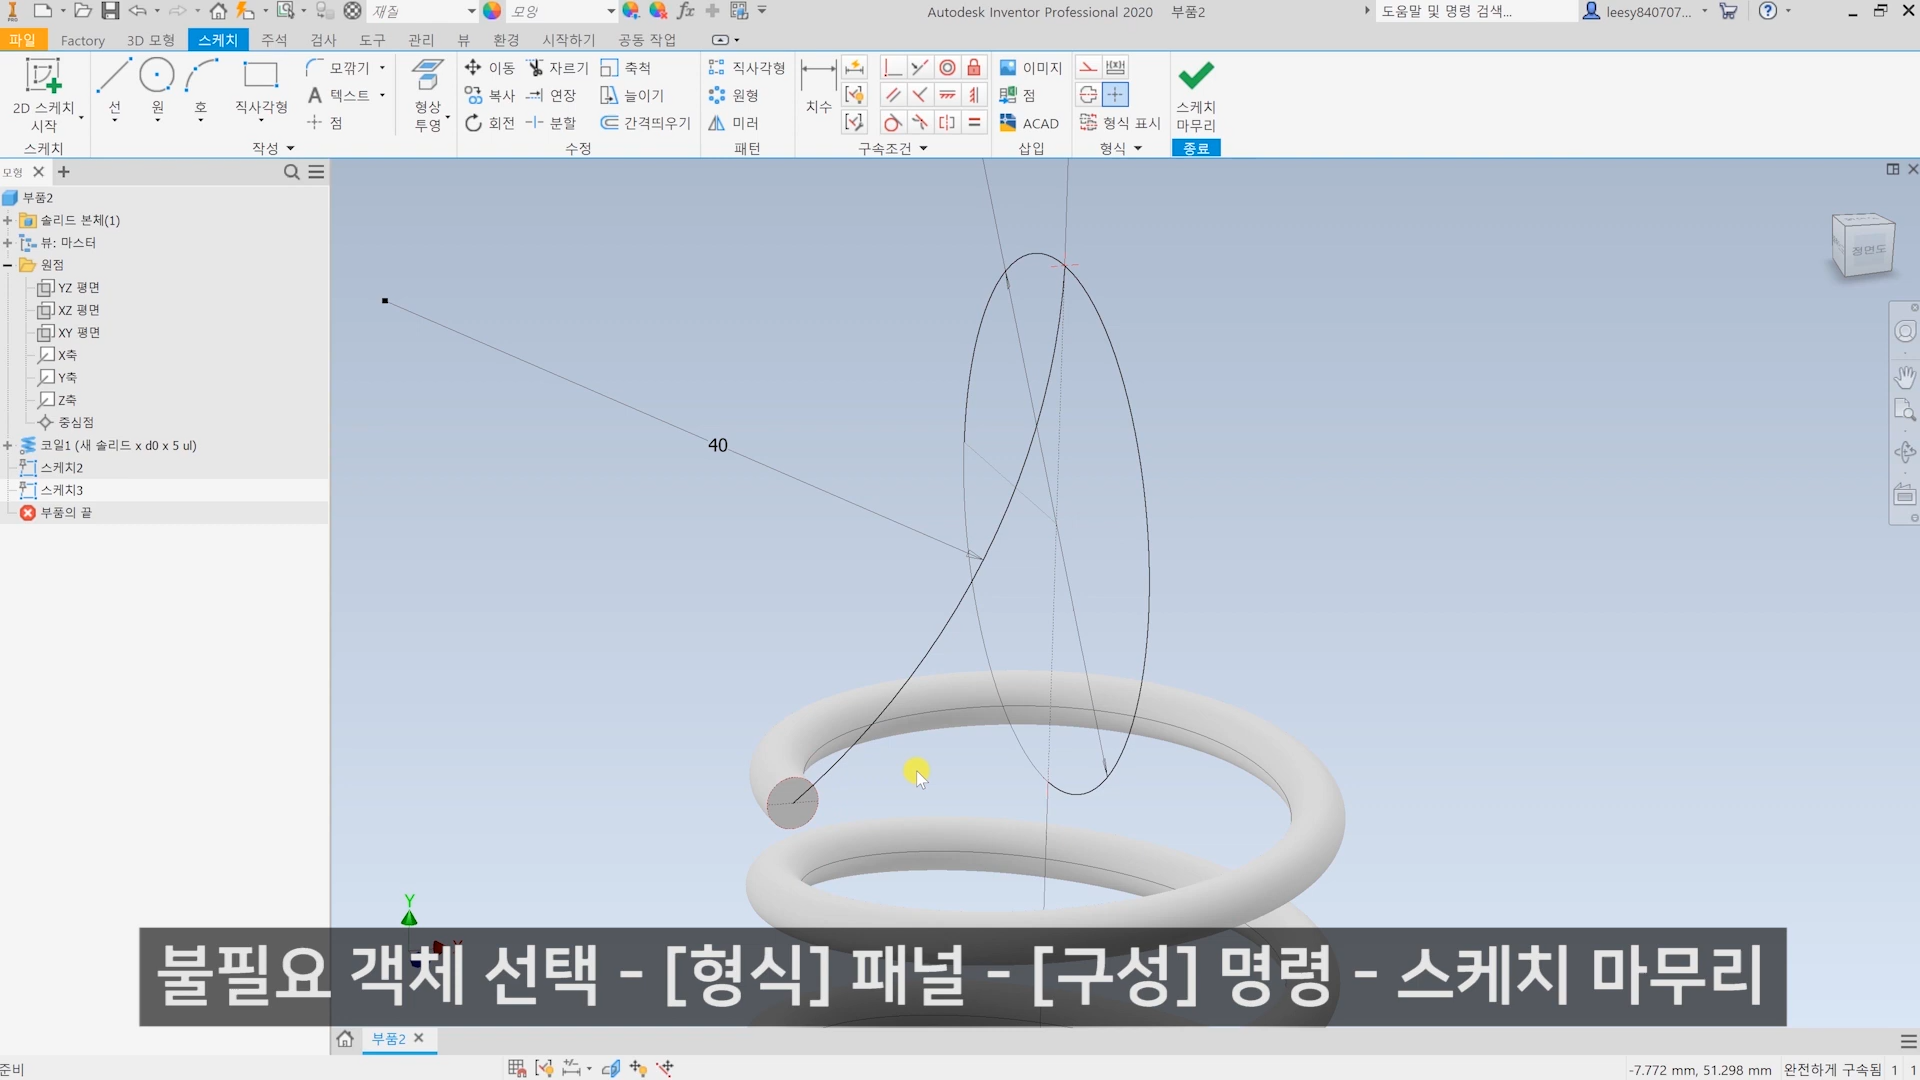 재질
모양
Autodesk Inventor Professional 2020 부품2
도움말 및 명령 검색...
leesy840707...
파일
Factory
3D 모형
스케치
주석
검사
도구
관리
뷰
환경
시작하기
공동 작업
2D 스케치
시작
선
원
호
직사각형
모깎기
텍스트
점
형상
투영
이동
자르기
축척
복사
연장
늘이기
회전
분할
간격띄우기
직사각형
원형
미러
치수
이미지
점
ACAD
형식 표시
스케치
마무리
스케치
작성
수정
패턴
구속조건
삽입
형식
종료
모형
부품2
솔리드 본체(1)
뷰: 마스터
원점
YZ 평면
XZ 평면
XY 평면
X축
Y축
Z축
중심점
코일1 (새 솔리드 x d0 x 5 ul)
스케치2
스케치3
부품의 끝
정면도
40
Y
불필요 객체 선택 - [형식] 패널 - [구성] 명령 - 스케치 마무리
부품2
준비
-7.772 mm, 51.298 mm 완전하게 구속됨 1 1